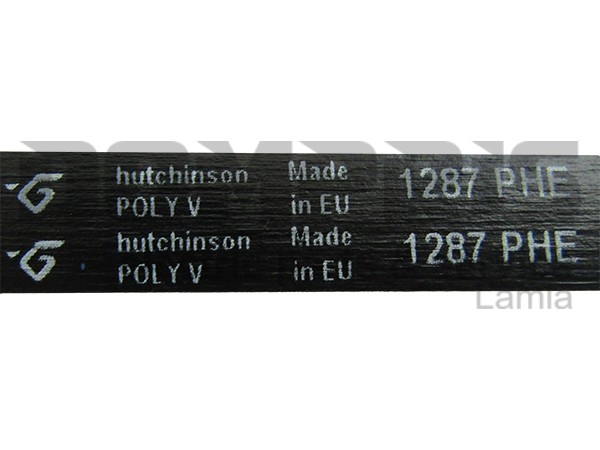 hutchinson Made 1287 PHE
POLY V in EU
hutchinson Made 1287 PHE
POLY V in EU
Lamia